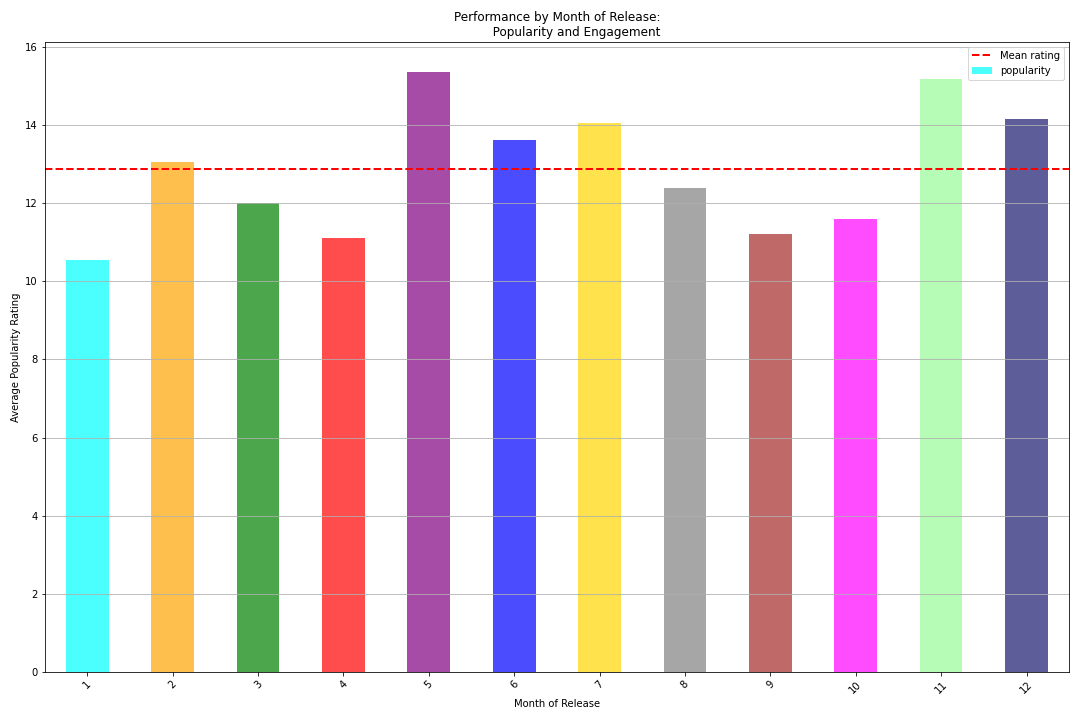 Performance by Month of Release:
Popularity and Engagement
Mean rating
popularity
16
14
12
10
8
6
4
2
0
Average Popularity Rating
1 2 3 4 5 6 7 8 9 10 11 12
Month of Release